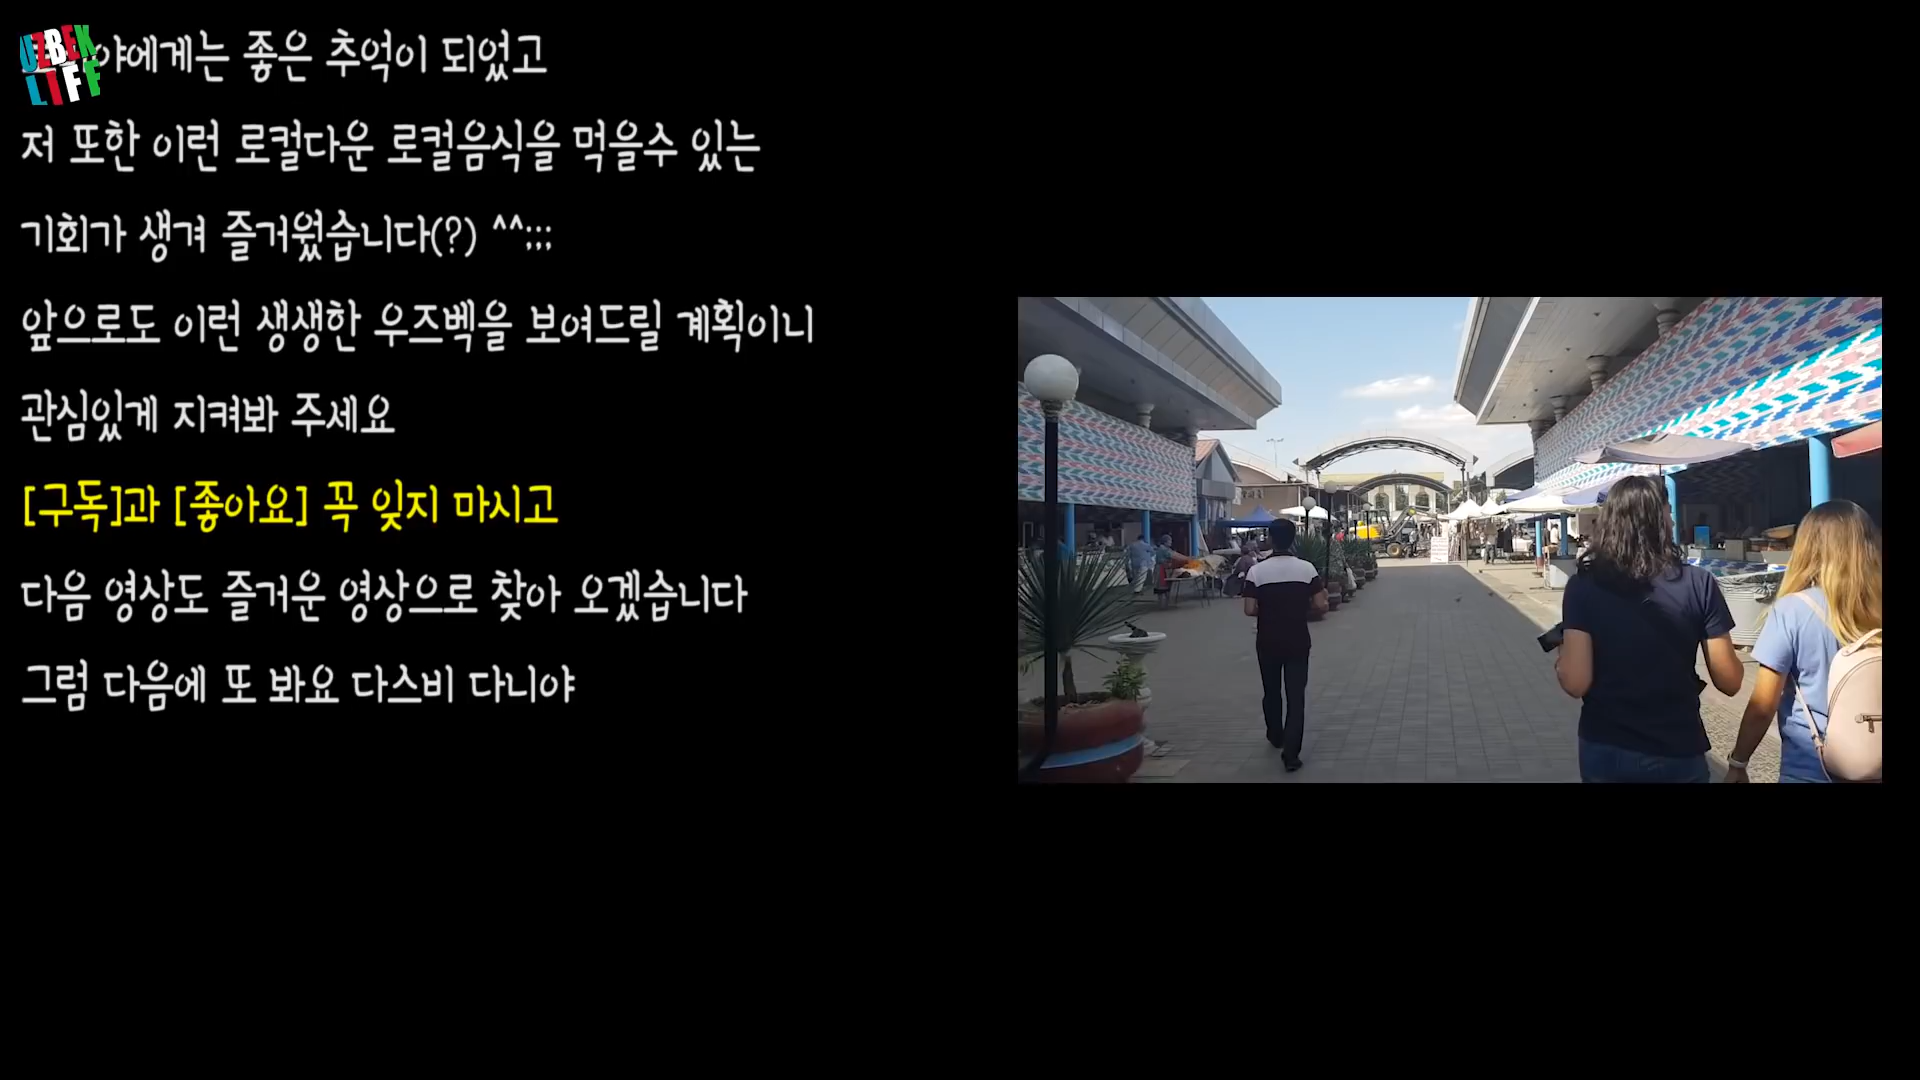 UZBEK
LIFF
야에게는 좋은 추억이 되었고
저 또한 이런 로컬다운 로컬음식을 먹을수 있는
기회가 생겨 즐거웠습니다(?) ^^;;;
앞으로도 이런 생생한 우즈벡을 보여드릴 계획이니
관심있게 지켜봐 주세요
[구독]과 [좋아요] 꼭 잊지 마시고
다음 영상도 즐거운 영상으로 찾아 오겠습니다
그럼 다음에 또 봐요 다스비 다니야